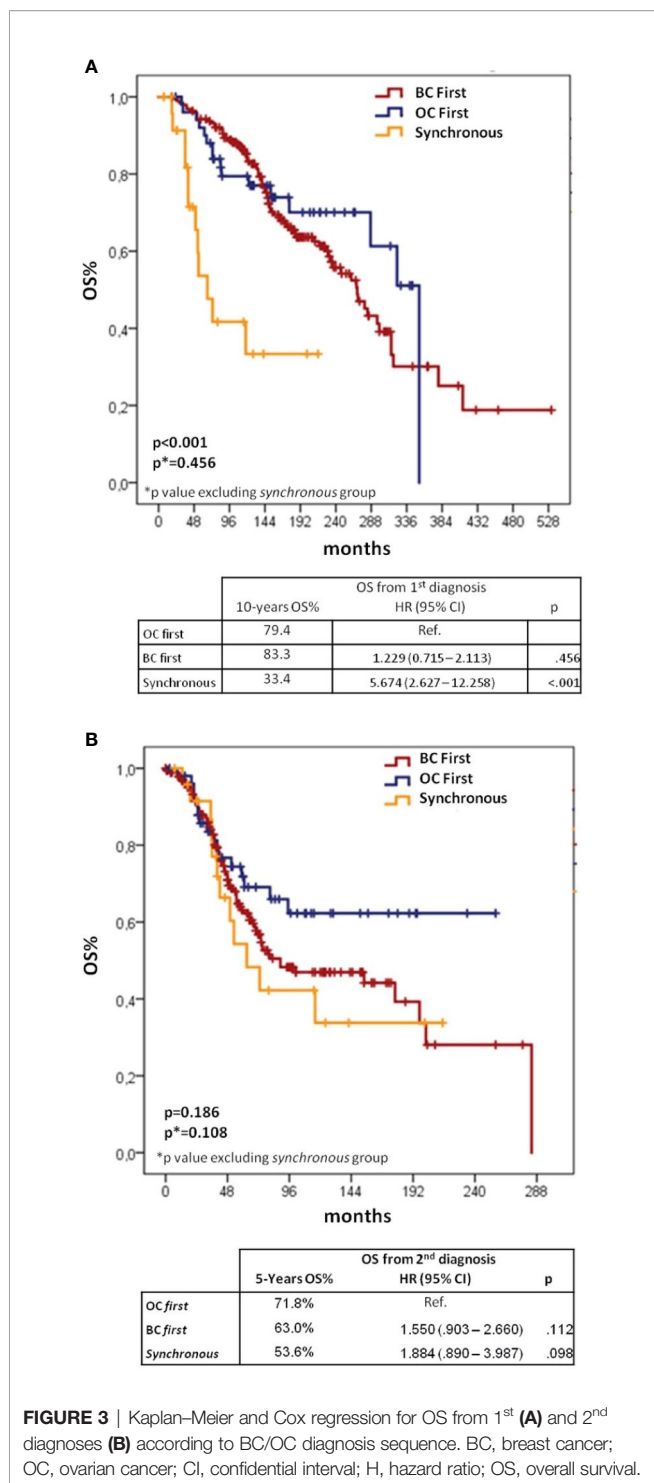 A
BC First
OC First
Synchronous
1,0
0,8
0,6
0,4
0,2
0,0
OS%
p<0.001
p*=0.456
*p value excluding synchronous group
0 48 96 144 192 240 288 336 384 432 480 528
months
OS from 1st diagnosis
10-years OS% HR (95% CI) p
OC first 79.4 Ref.
BC first 83.3 1.229 (0.715–2.113) .456
Synchronous 33.4 5.674 (2.627–12.258) <.001
B
BC First
OC First
Synchronous
1,0
0,8
0,6
0,4
0,2
0,0
OS%
p=0.186
p*=0.108
*p value excluding synchronous group
0 48 96 144 192 240 288
months
OS from 2nd diagnosis
5-Years OS% HR (95% CI) p
OC first 71.8% Ref.
BC first 63.0% 1.550 (.903–2.660) .112
Synchronous 53.6% 1.884 (.890–3.987) .098
FIGURE 3 | Kaplan–Meier and Cox regression for OS from 1st (A) and 2nd
diagnoses (B) according to BC/OC diagnosis sequence. BC, breast cancer;
OC, ovarian cancer; CI, confidential interval; H, hazard ratio; OS, overall survival.